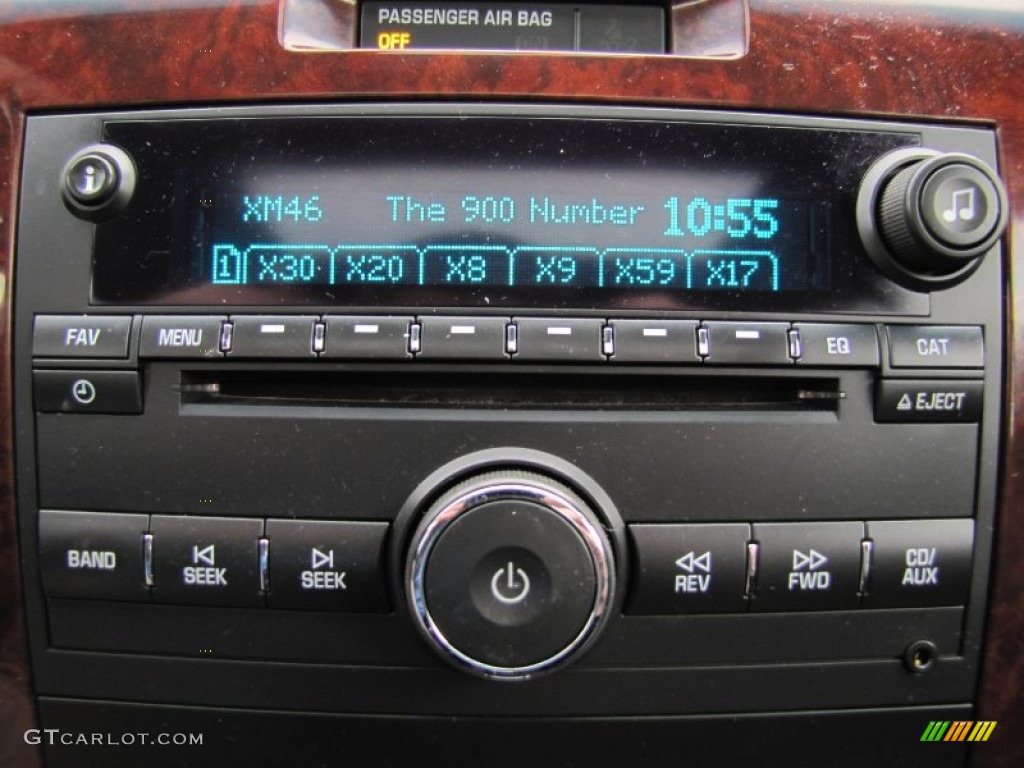 PASSENGER AIR BAG
OFF
i
XM46 The 900 Number 10:55
1 X30 X20 X8 X9 X59 X17
FAV MENU EQ CAT
EJECT
BAND SEEK SEEK REV FWD CD/
AUX
GTCARLOT.COM